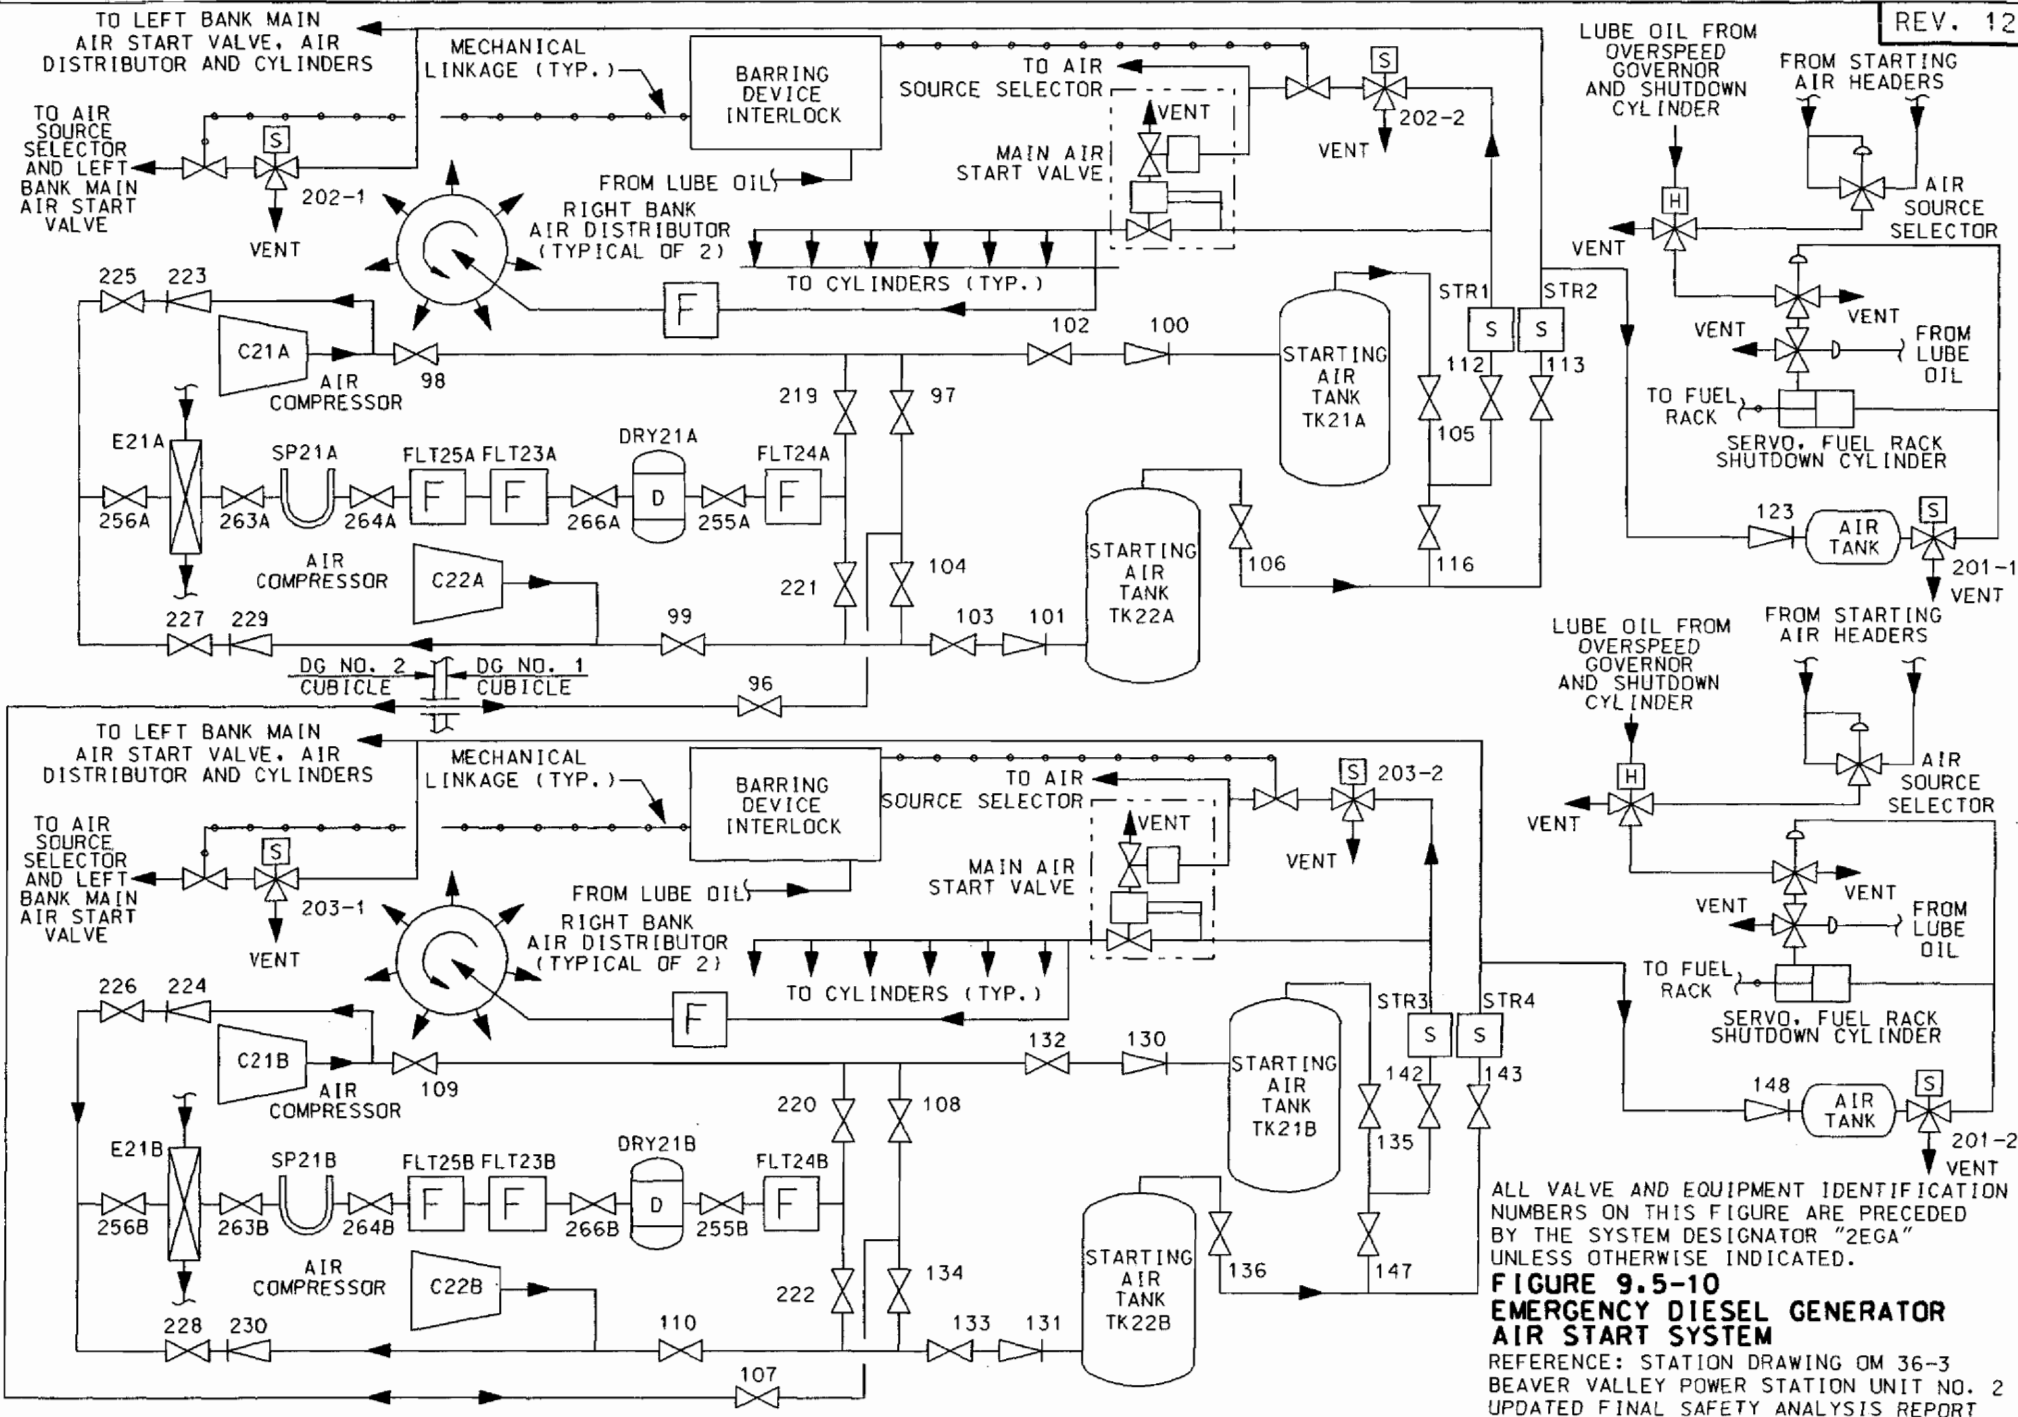 REV. 12
TO LEFT BANK MAIN
AIR START VALVE, AIR
DISTRIBUTOR AND CYLINDERS
MECHANICAL
LINKAGE (TYP.)
BARRING
DEVICE
INTERLOCK
TO AIR
SOURCE SELECTOR
S
202-2
VENT
VENT
MAIN AIR
START VALVE
LUBE OIL FROM
OVERSPEED
GOVERNOR
AND SHUTDOWN
CYLINDER
FROM STARTING
AIR HEADERS
AIR
SOURCE
SELECTOR
H
VENT
TO AIR
SOURCE
SELECTOR
AND LEFT
BANK MAIN
AIR START
VALVE
S
202-1
VENT
FROM LUBE OIL
RIGHT BANK
AIR DISTRIBUTOR
(TYPICAL OF 2)
TO CYLINDERS (TYP.)
F
VENT
VENT
FROM
LUBE
OIL
TO FUEL
RACK
SERVO, FUEL RACK
SHUTDOWN CYLINDER
225
223
C21A
AIR
COMPRESSOR
98
102
100
STARTING
AIR
TANK
TK21A
STR1
STR2
S
S
112
113
105
219
97
E21A
SP21A
FLT25A
FLT23A
DRY21A
FLT24A
F
F
D
F
256A
263A
264A
266A
255A
AIR
COMPRESSOR
C22A
221
104
STARTING
AIR
TANK
TK22A
106
116
123
AIR
TANK
S
201-1
VENT
227
229
99
103
101
DG NO. 2
CUBICLE
DG NO. 1
CUBICLE
96
TO LEFT BANK MAIN
AIR START VALVE, AIR
DISTRIBUTOR AND CYLINDERS
MECHANICAL
LINKAGE (TYP.)
BARRING
DEVICE
INTERLOCK
TO AIR
SOURCE SELECTOR
S
203-2
VENT
VENT
MAIN AIR
START VALVE
LUBE OIL FROM
OVERSPEED
GOVERNOR
AND SHUTDOWN
CYLINDER
FROM STARTING
AIR HEADERS
AIR
SOURCE
SELECTOR
H
VENT
TO AIR
SOURCE
SELECTOR
AND LEFT
BANK MAIN
AIR START
VALVE
S
203-1
VENT
FROM LUBE OIL
RIGHT BANK
AIR DISTRIBUTOR
(TYPICAL OF 2)
TO CYLINDERS (TYP.)
F
VENT
VENT
FROM
LUBE
OIL
TO FUEL
RACK
SERVO, FUEL RACK
SHUTDOWN CYLINDER
226
224
C21B
AIR
COMPRESSOR
109
132
130
STARTING
AIR
TANK
TK21B
STR3
STR4
S
S
142
143
135
220
108
E21B
SP21B
FLT25B
FLT23B
DRY21B
FLT24B
F
F
D
F
256B
263B
264B
266B
255B
AIR
COMPRESSOR
C22B
222
134
STARTING
AIR
TANK
TK22B
136
147
148
AIR
TANK
S
201-2
VENT
228
230
110
133
131
107
ALL VALVE AND EQUIPMENT IDENTIFICATION
NUMBERS ON THIS FIGURE ARE PRECEDED
BY THE SYSTEM DESIGNATOR "2EGA"
UNLESS OTHERWISE INDICATED.
FIGURE 9.5-10
EMERGENCY DIESEL GENERATOR
AIR START SYSTEM
REFERENCE: STATION DRAWING OM 36-3
BEAVER VALLEY POWER STATION UNIT NO. 2
UPDATED FINAL SAFETY ANALYSIS REPORT